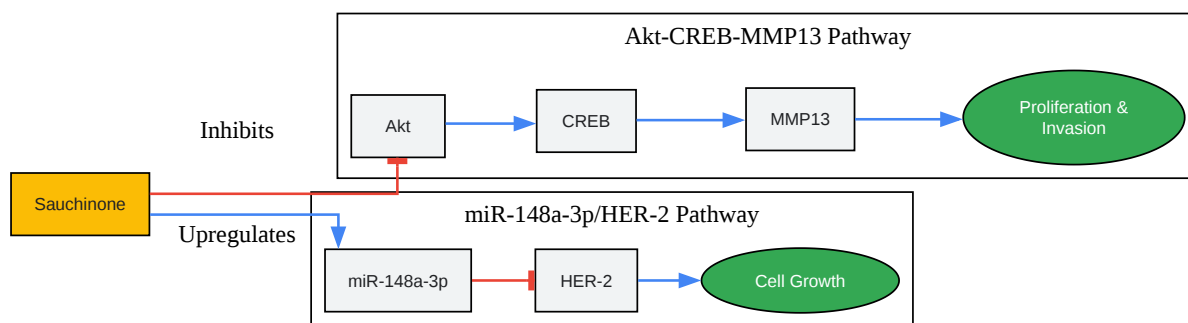 Akt-CREB-MMP13 Pathway
Akt
CREB
MMP13
Proliferation &
Invasion
Inhibits
Sauchinone
Upregulates
miR-148a-3p/HER-2 Pathway
miR-148a-3p
HER-2
Cell Growth